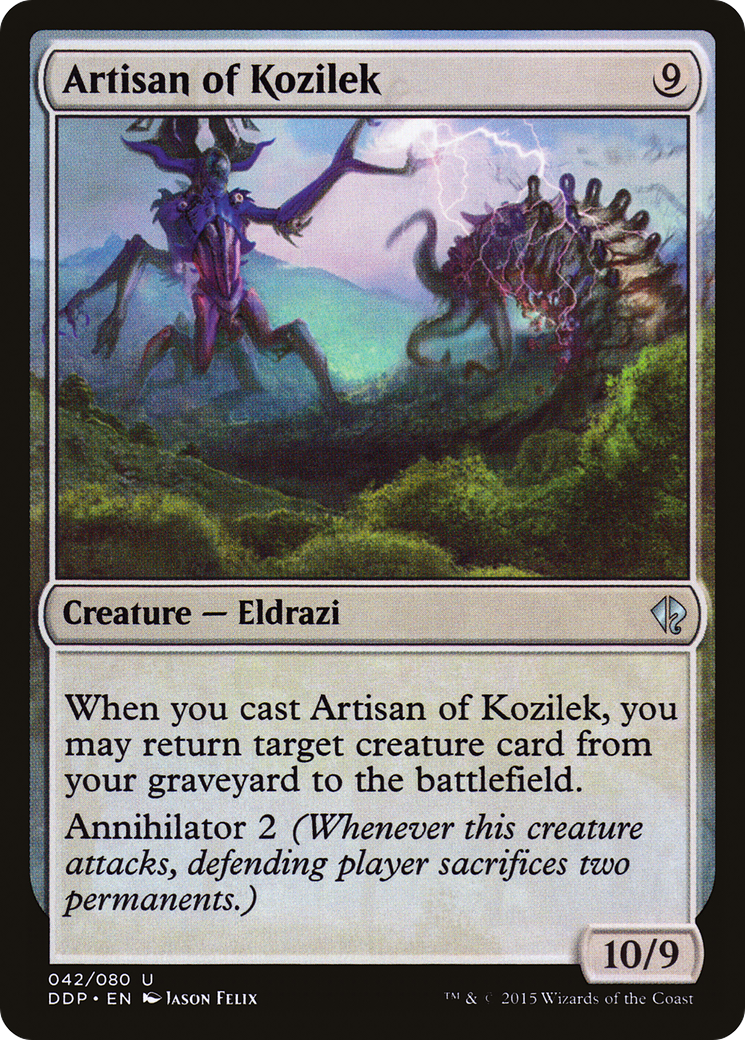 Artisan of Kozilek 9
Creature — Eldrazi
When you cast Artisan of Kozilek, you
may return target creature card from
your graveyard to the battlefield.
Annihilator 2 (Whenever this creature
attacks, defending player sacrifices two
permanents.)
10/9
042/080 U
DDP • EN Jason Felix
™ & © 2015 Wizards of the Coast